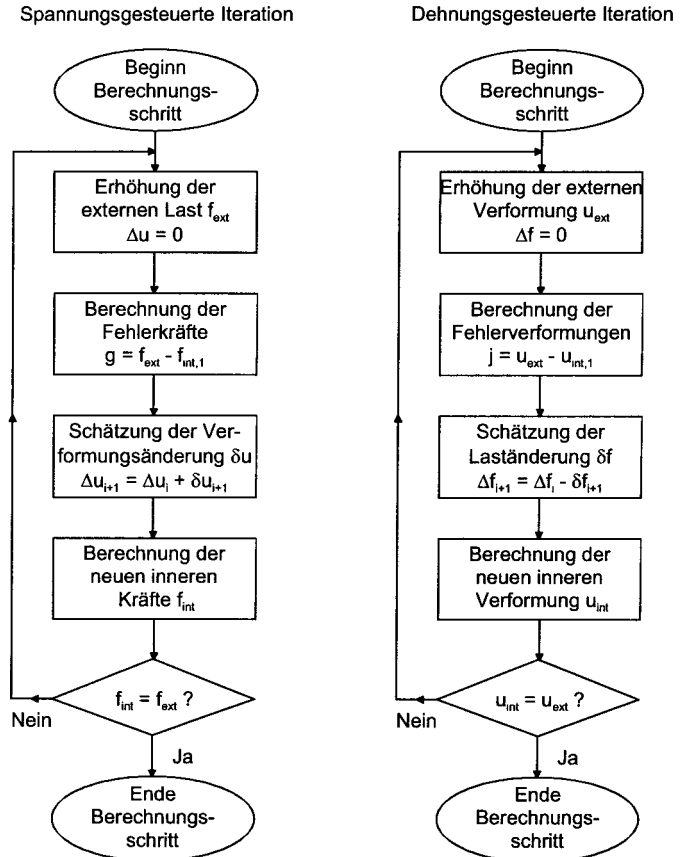 Spannungsgesteuerte Iteration
Beginn
Berechnungs-
schritt
Erhöhung der
externen Last f_ext
Δu = 0
Berechnung der
Fehlerkräfte
g = f_ext - f_int,1
Schätzung der Ver-
formungsänderung δu
Δu_i+1 = Δu_i + δu_i+1
Berechnung der
neuen inneren
Kräfte f_int
f_int = f_ext ?
Nein
Ja
Ende
Berechnungs-
schritt
Dehnungsgesteuerte Iteration
Beginn
Berechnungs-
schritt
Erhöhung der externen
Verformung u_ext
Δf = 0
Berechnung der
Fehlerverformungen
j = u_ext - u_int,1
Schätzung der
Laständerung δf
Δf_i+1 = Δf_i - δf_i+1
Berechnung der
neuen inneren
Verformung u_int
u_int = u_ext ?
Nein
Ja
Ende
Berechnungs-
schritt